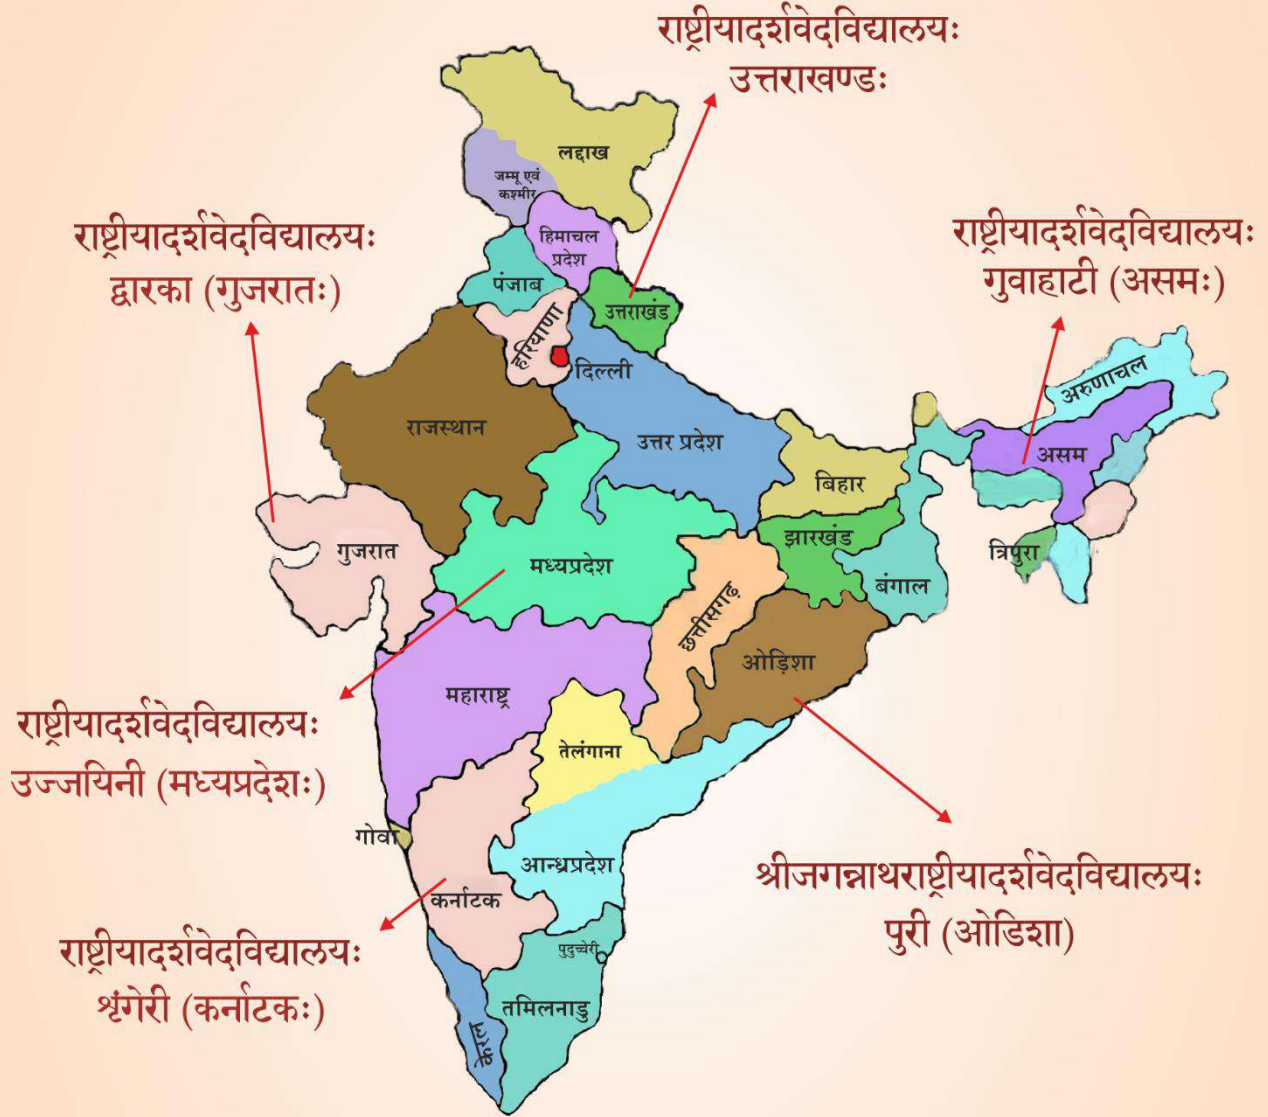 राष्ट्रीयादर्शवेदविद्यालयः
उत्तराखण्डः
लद्दाख
जम्मू एवं
कश्मीर
राष्ट्रीयादर्शवेदविद्यालयः
द्वारका (गुजरातः)
हिमाचल
प्रदेश
राष्ट्रीयादर्शवेदविद्यालयः
गुवाहाटी (असमः)
पंजाब
उत्तराखंड
हरियाणा
दिल्ली
अरुणाचल
राजस्थान
उत्तर प्रदेश
असम
बिहार
गुजरात
मध्यप्रदेश
झारखंड
त्रिपुरा
बंगाल
छत्तीसगढ़
ओड़िशा
महाराष्ट्र
राष्ट्रीयादर्शवेदविद्यालयः
उज्जयिनी (मध्यप्रदेशः)
तेलंगाना
गोवा
आन्ध्रप्रदेश
श्रीजगन्नाथराष्ट्रीयादर्शवेदविद्यालयः
पुरी (ओडिशा)
कर्नाटक
राष्ट्रीयादर्शवेदविद्यालयः
शृंगेरी (कर्नाटकः)
पुदुच्चेरी
तमिलनाडु
केरल